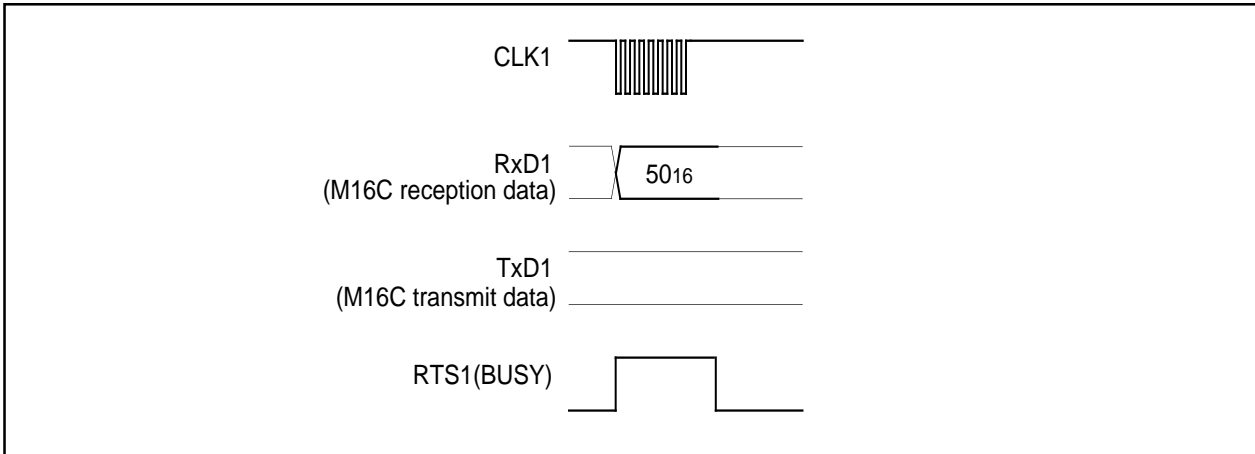 CLK1
RxD1
(M16C reception data)
5016
TxD1
(M16C transmit data)
RTS1(BUSY)